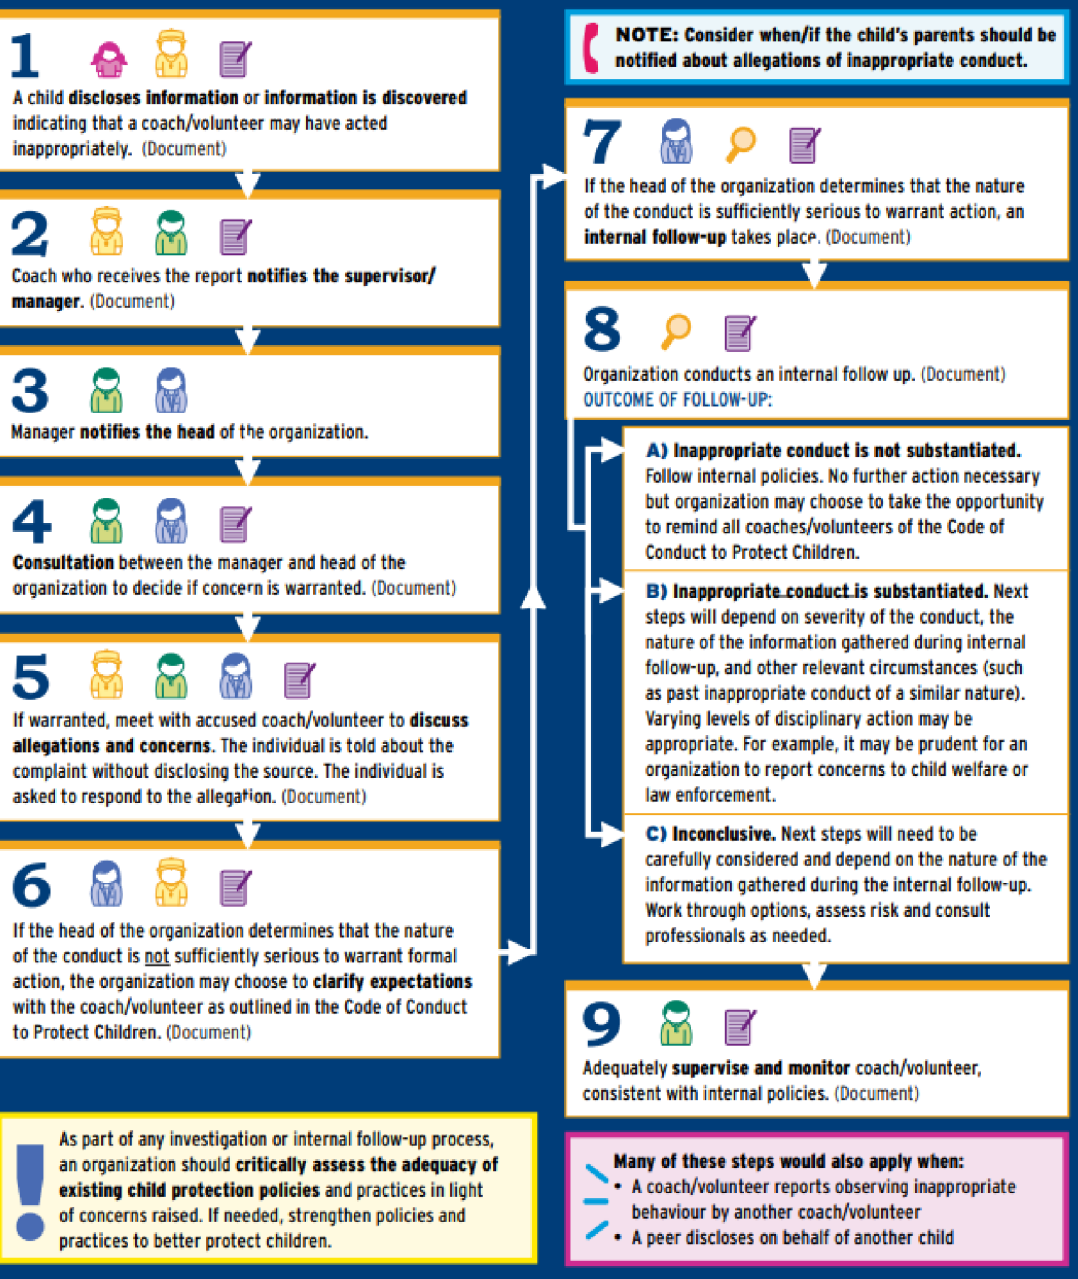 1
A child discloses information or information is discovered
indicating that a coach/volunteer may have acted
inappropriately. (Document)
2
Coach who receives the report notifies the supervisor/
manager. (Document)
3
Manager notifies the head of the organization.
4
Consultation between the manager and head of the
organization to decide if concern is warranted. (Document)
5
If warranted, meet with accused coach/volunteer to discuss
allegations and concerns. The individual is told about the
complaint without disclosing the source. The individual is
asked to respond to the allegation. (Document)
6
If the head of the organization determines that the nature
of the conduct is not sufficiently serious to warrant formal
action, the organization may choose to clarify expectations
with the coach/volunteer as outlined in the Code of Conduct
to Protect Children. (Document)
! As part of any investigation or internal follow-up process,
an organization should critically assess the adequacy of
existing child protection policies and practices in light
of concerns raised. If needed, strengthen policies and
practices to better protect children.
NOTE: Consider when/if the child's parents should be
notified about allegations of inappropriate conduct.
7
If the head of the organization determines that the nature
of the conduct is sufficiently serious to warrant action, an
internal follow-up takes place. (Document)
8
Organization conducts an internal follow up. (Document)
OUTCOME OF FOLLOW-UP:
A) Inappropriate conduct is not substantiated.
Follow internal policies. No further action necessary
but organization may choose to take the opportunity
to remind all coaches/volunteers of the Code of
Conduct to Protect Children.
B) Inappropriate conduct is substantiated. Next
steps will depend on severity of the conduct, the
nature of the information gathered during internal
follow-up, and other relevant circumstances (such
as past inappropriate conduct of a similar nature).
Varying levels of disciplinary action may be
appropriate. For example, it may be prudent for an
organization to report concerns to child welfare or
law enforcement.
C) Inconclusive. Next steps will need to be
carefully considered and depend on the nature of the
information gathered during the internal follow-up.
Work through options, assess risk and consult
professionals as needed.
9
Adequately supervise and monitor coach/volunteer,
consistent with internal policies. (Document)
Many of these steps would also apply when:
• A coach/volunteer reports observing inappropriate
behaviour by another coach/volunteer
• A peer discloses on behalf of another child